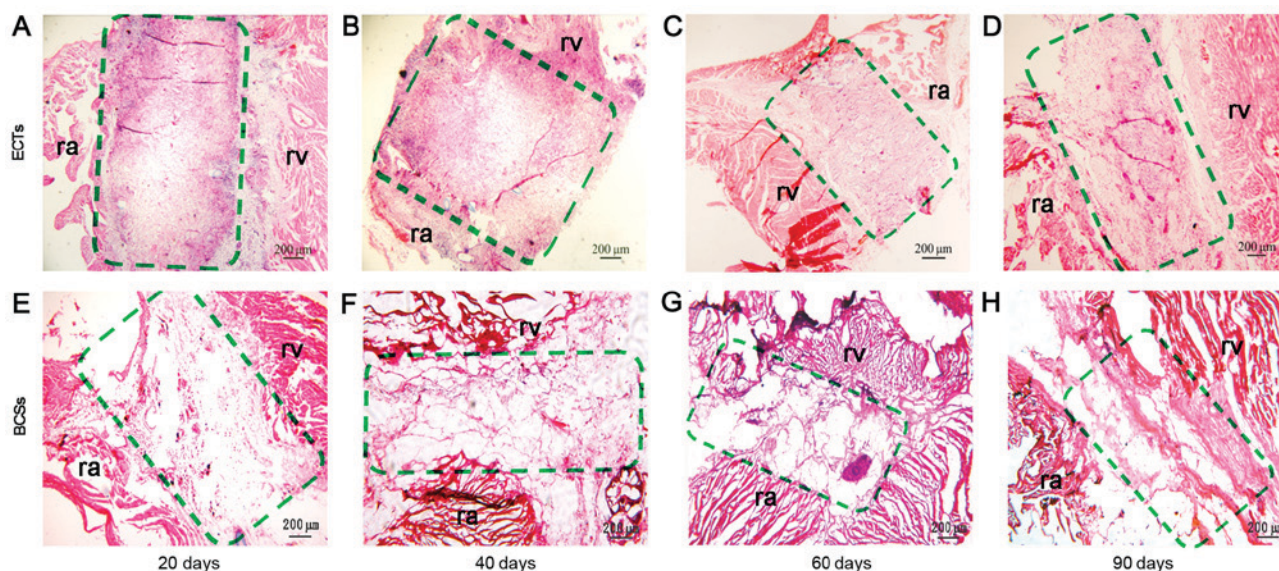 A
ra
rv
200 μm
B
rv
ra
200 μm
C
ra
rv
200 μm
D
rv
ra
200 μm
ECTs
E
rv
ra
200 μm
F
rv
ra
200 μm
G
rv
ra
200 μm
H
rv
ra
200 μm
BCSs
20 days
40 days
60 days
90 days